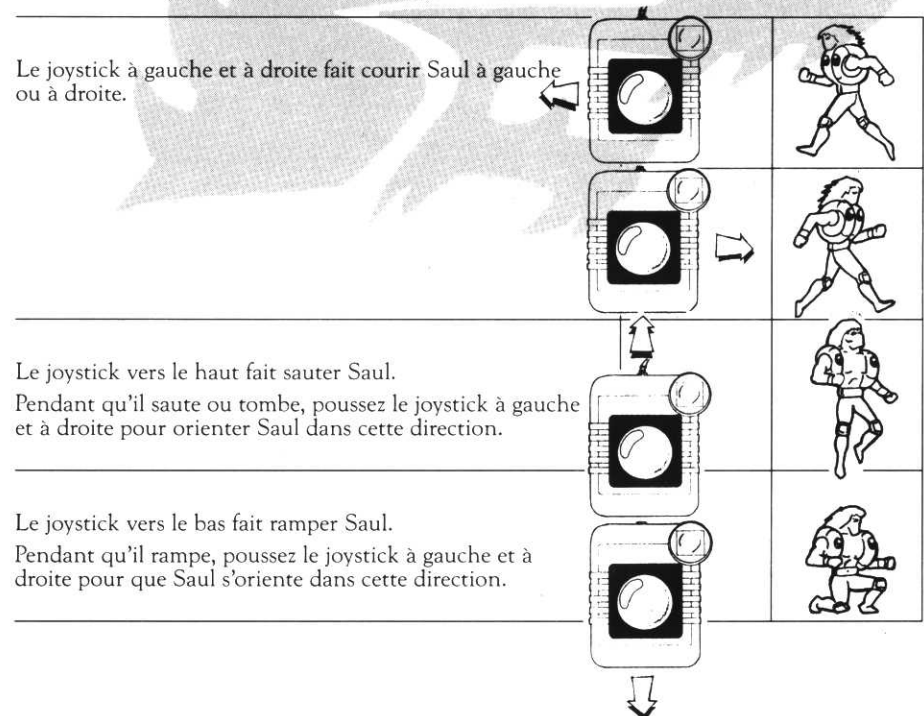 Le joystick à gauche et à droite fait courir Saul à gauche
ou à droite.
Le joystick vers le haut fait sauter Saul.
Pendant qu'il saute ou tombe, poussez le joystick à gauche
et à droite pour orienter Saul dans cette direction.
Le joystick vers le bas fait ramper Saul.
Pendant qu'il rampe, poussez le joystick à gauche et à
droite pour que Saul s'oriente dans cette direction.